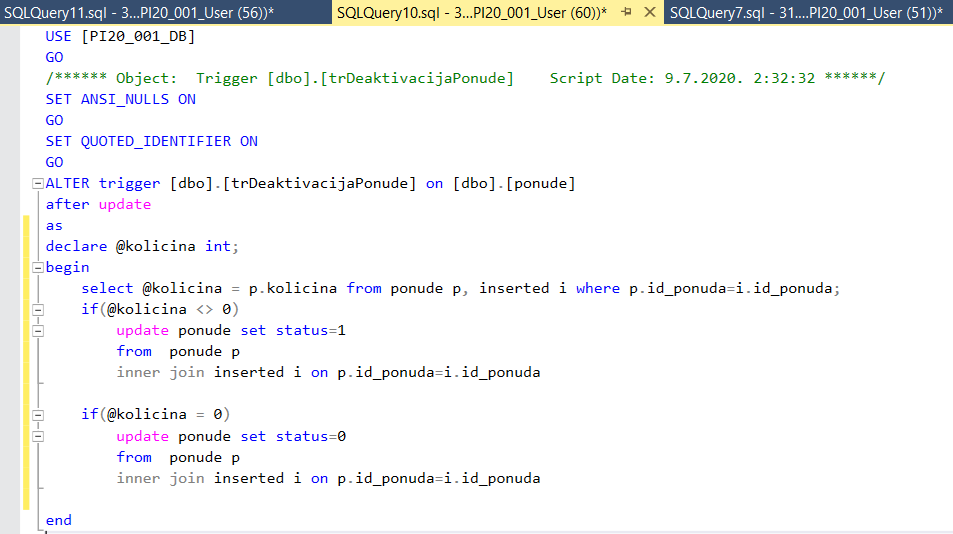 SQLQuery11.sql - 3...PI20_001_User (56))* SQLQuery10.sql - 3...PI20_001_User (60))* SQLQuery7.sql - 31....PI20_001_User (51))*
USE [PI20_001_DB]
GO
/****** Object:  Trigger [dbo].[trDeaktivacijaPonude]    Script Date: 9.7.2020. 2:32:32 ******/
SET ANSI_NULLS ON
GO
SET QUOTED_IDENTIFIER ON
GO
ALTER trigger [dbo].[trDeaktivacijaPonude] on [dbo].[ponude]
after update
as
declare @kolicina int;
begin
    select @kolicina = p.kolicina from ponude p, inserted i where p.id_ponuda=i.id_ponuda;
    if(@kolicina <> 0)
        update ponude set status=1
        from  ponude p
        inner join inserted i on p.id_ponuda=i.id_ponuda
    if(@kolicina = 0)
        update ponude set status=0
        from  ponude p
        inner join inserted i on p.id_ponuda=i.id_ponuda
end